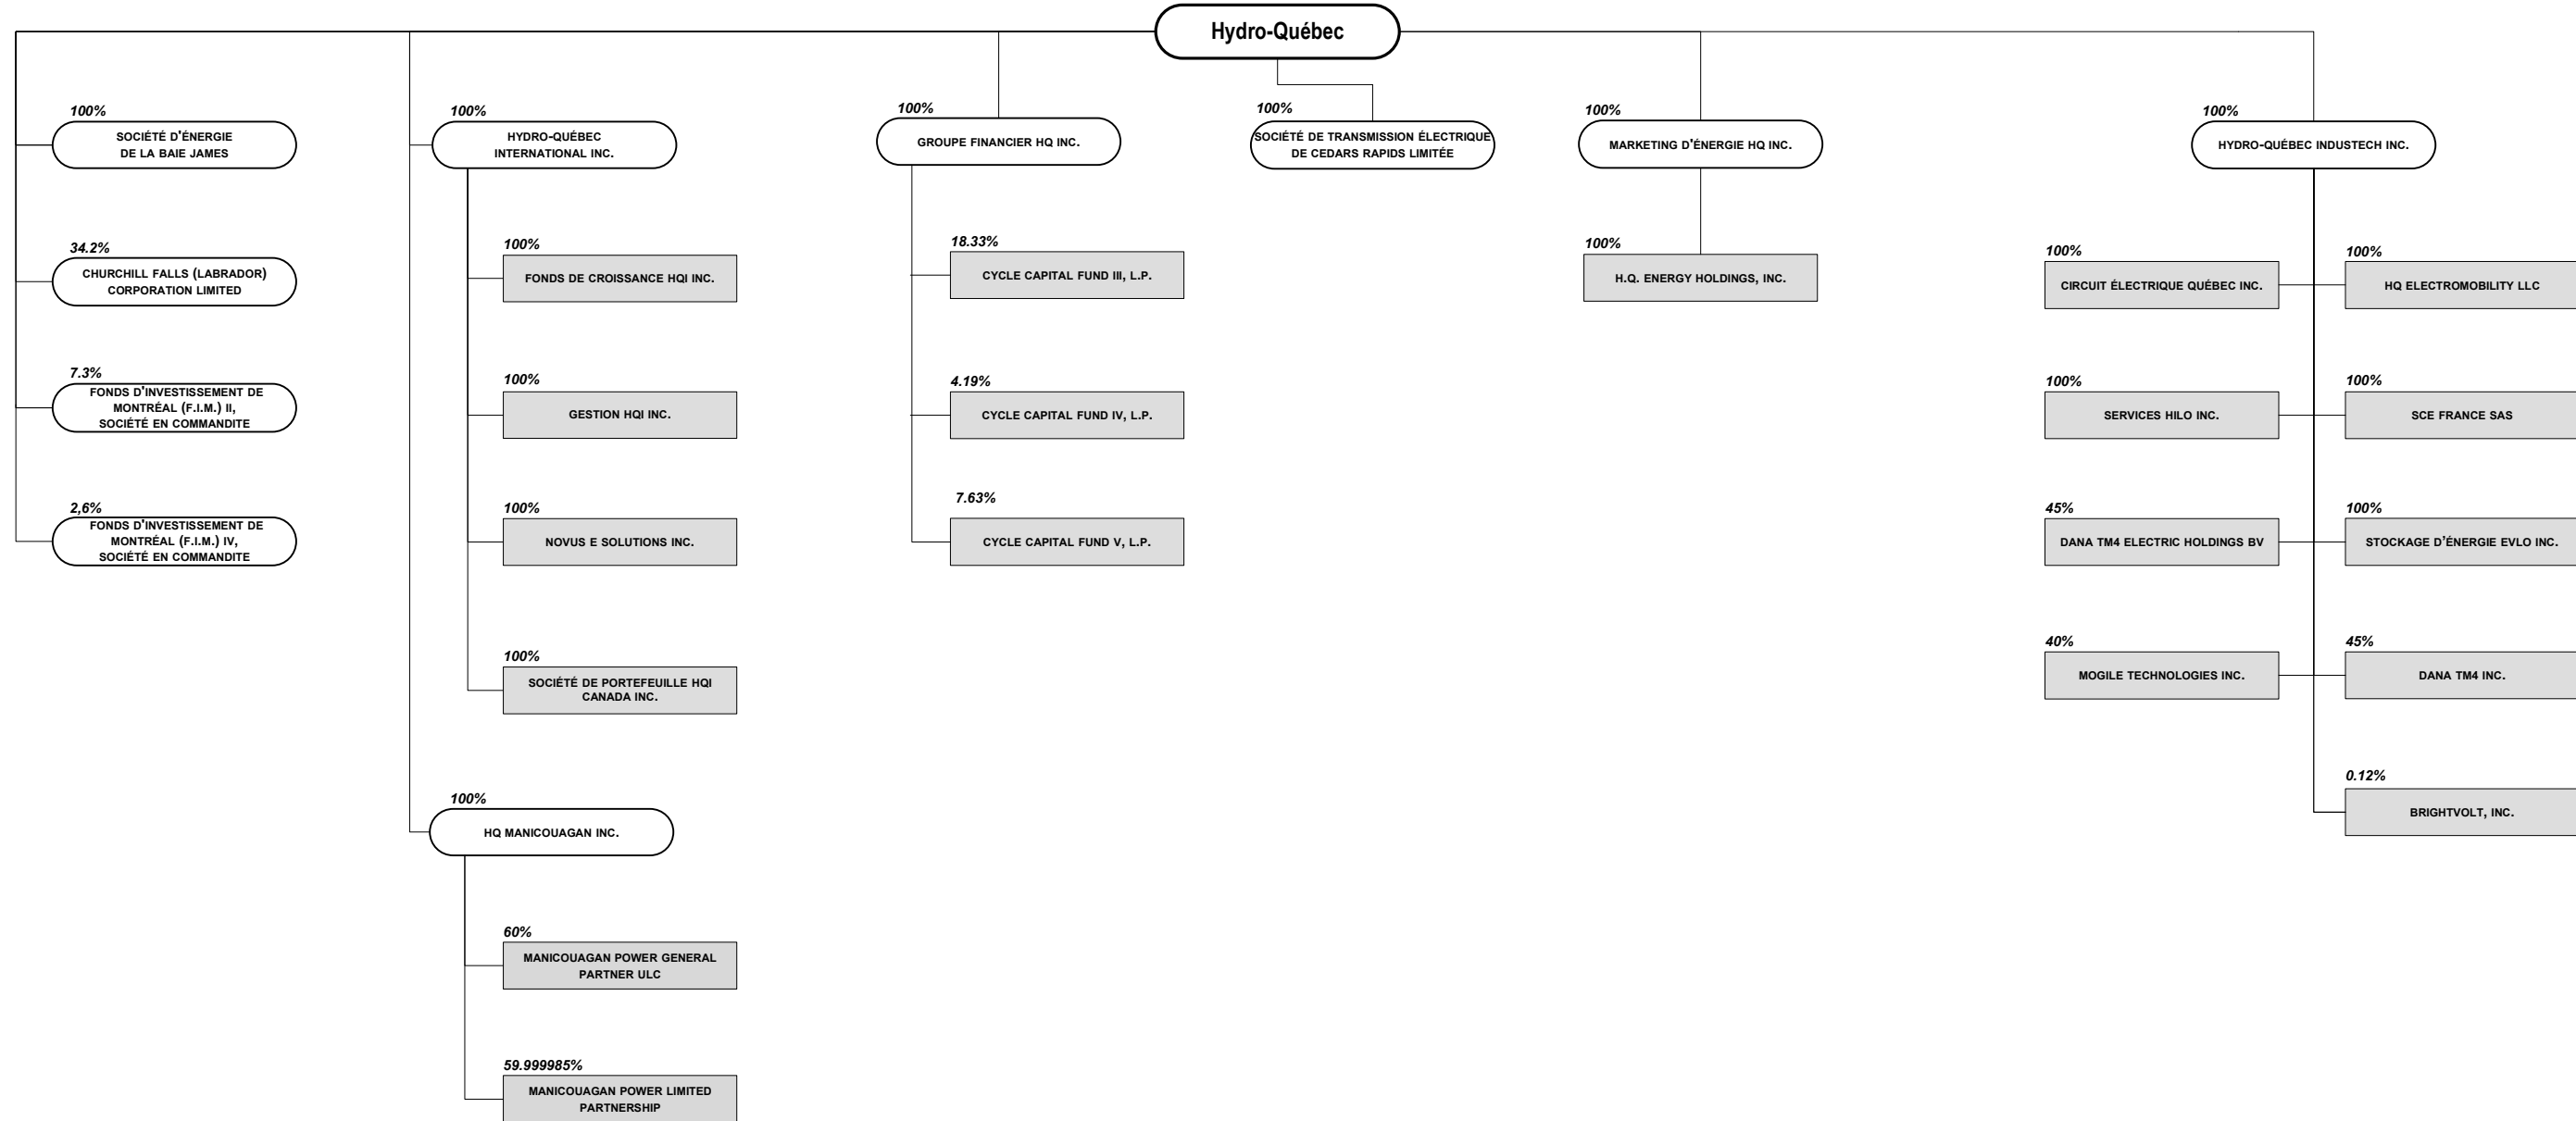 Hydro-Québec
100%
SOCIÉTÉ D'ÉNERGIE
DE LA BAIE JAMES
34.2%
CHURCHILL FALLS (LABRADOR)
CORPORATION LIMITED
7.3%
FONDS D'INVESTISSEMENT DE
MONTRÉAL (F.I.M.) II,
SOCIÉTÉ EN COMMANDITE
2,6%
FONDS D'INVESTISSEMENT DE
MONTRÉAL (F.I.M.) IV,
SOCIÉTÉ EN COMMANDITE
100%
HYDRO-QUÉBEC
INTERNATIONAL INC.
100%
FONDS DE CROISSANCE HQI INC.
100%
GESTION HQI INC.
100%
NOVUS E SOLUTIONS INC.
100%
SOCIÉTÉ DE PORTEFEUILLE HQI
CANADA INC.
100%
HQ MANICOUAGAN INC.
60%
MANICOUAGAN POWER GENERAL
PARTNER ULC
59.999985%
MANICOUAGAN POWER LIMITED
PARTNERSHIP
100%
GROUPE FINANCIER HQ INC.
18.33%
CYCLE CAPITAL FUND III, L.P.
4.19%
CYCLE CAPITAL FUND IV, L.P.
7.63%
CYCLE CAPITAL FUND V, L.P.
100%
SOCIÉTÉ DE TRANSMISSION ÉLECTRIQUE
DE CEDARS RAPIDS LIMITÉE
100%
MARKETING D'ÉNERGIE HQ INC.
100%
H.Q. ENERGY HOLDINGS, INC.
100%
HYDRO-QUÉBEC INDUSTECH INC.
100%
CIRCUIT ÉLECTRIQUE QUÉBEC INC.
100%
HQ ELECTROMOBILITY LLC
100%
SERVICES HILO INC.
100%
SCE FRANCE SAS
45%
DANA TM4 ELECTRIC HOLDINGS BV
100%
STOCKAGE D’ÉNERGIE EVLO INC.
40%
MOGILE TECHNOLOGIES INC.
45%
DANA TM4 INC.
0.12%
BRIGHTVOLT, INC.